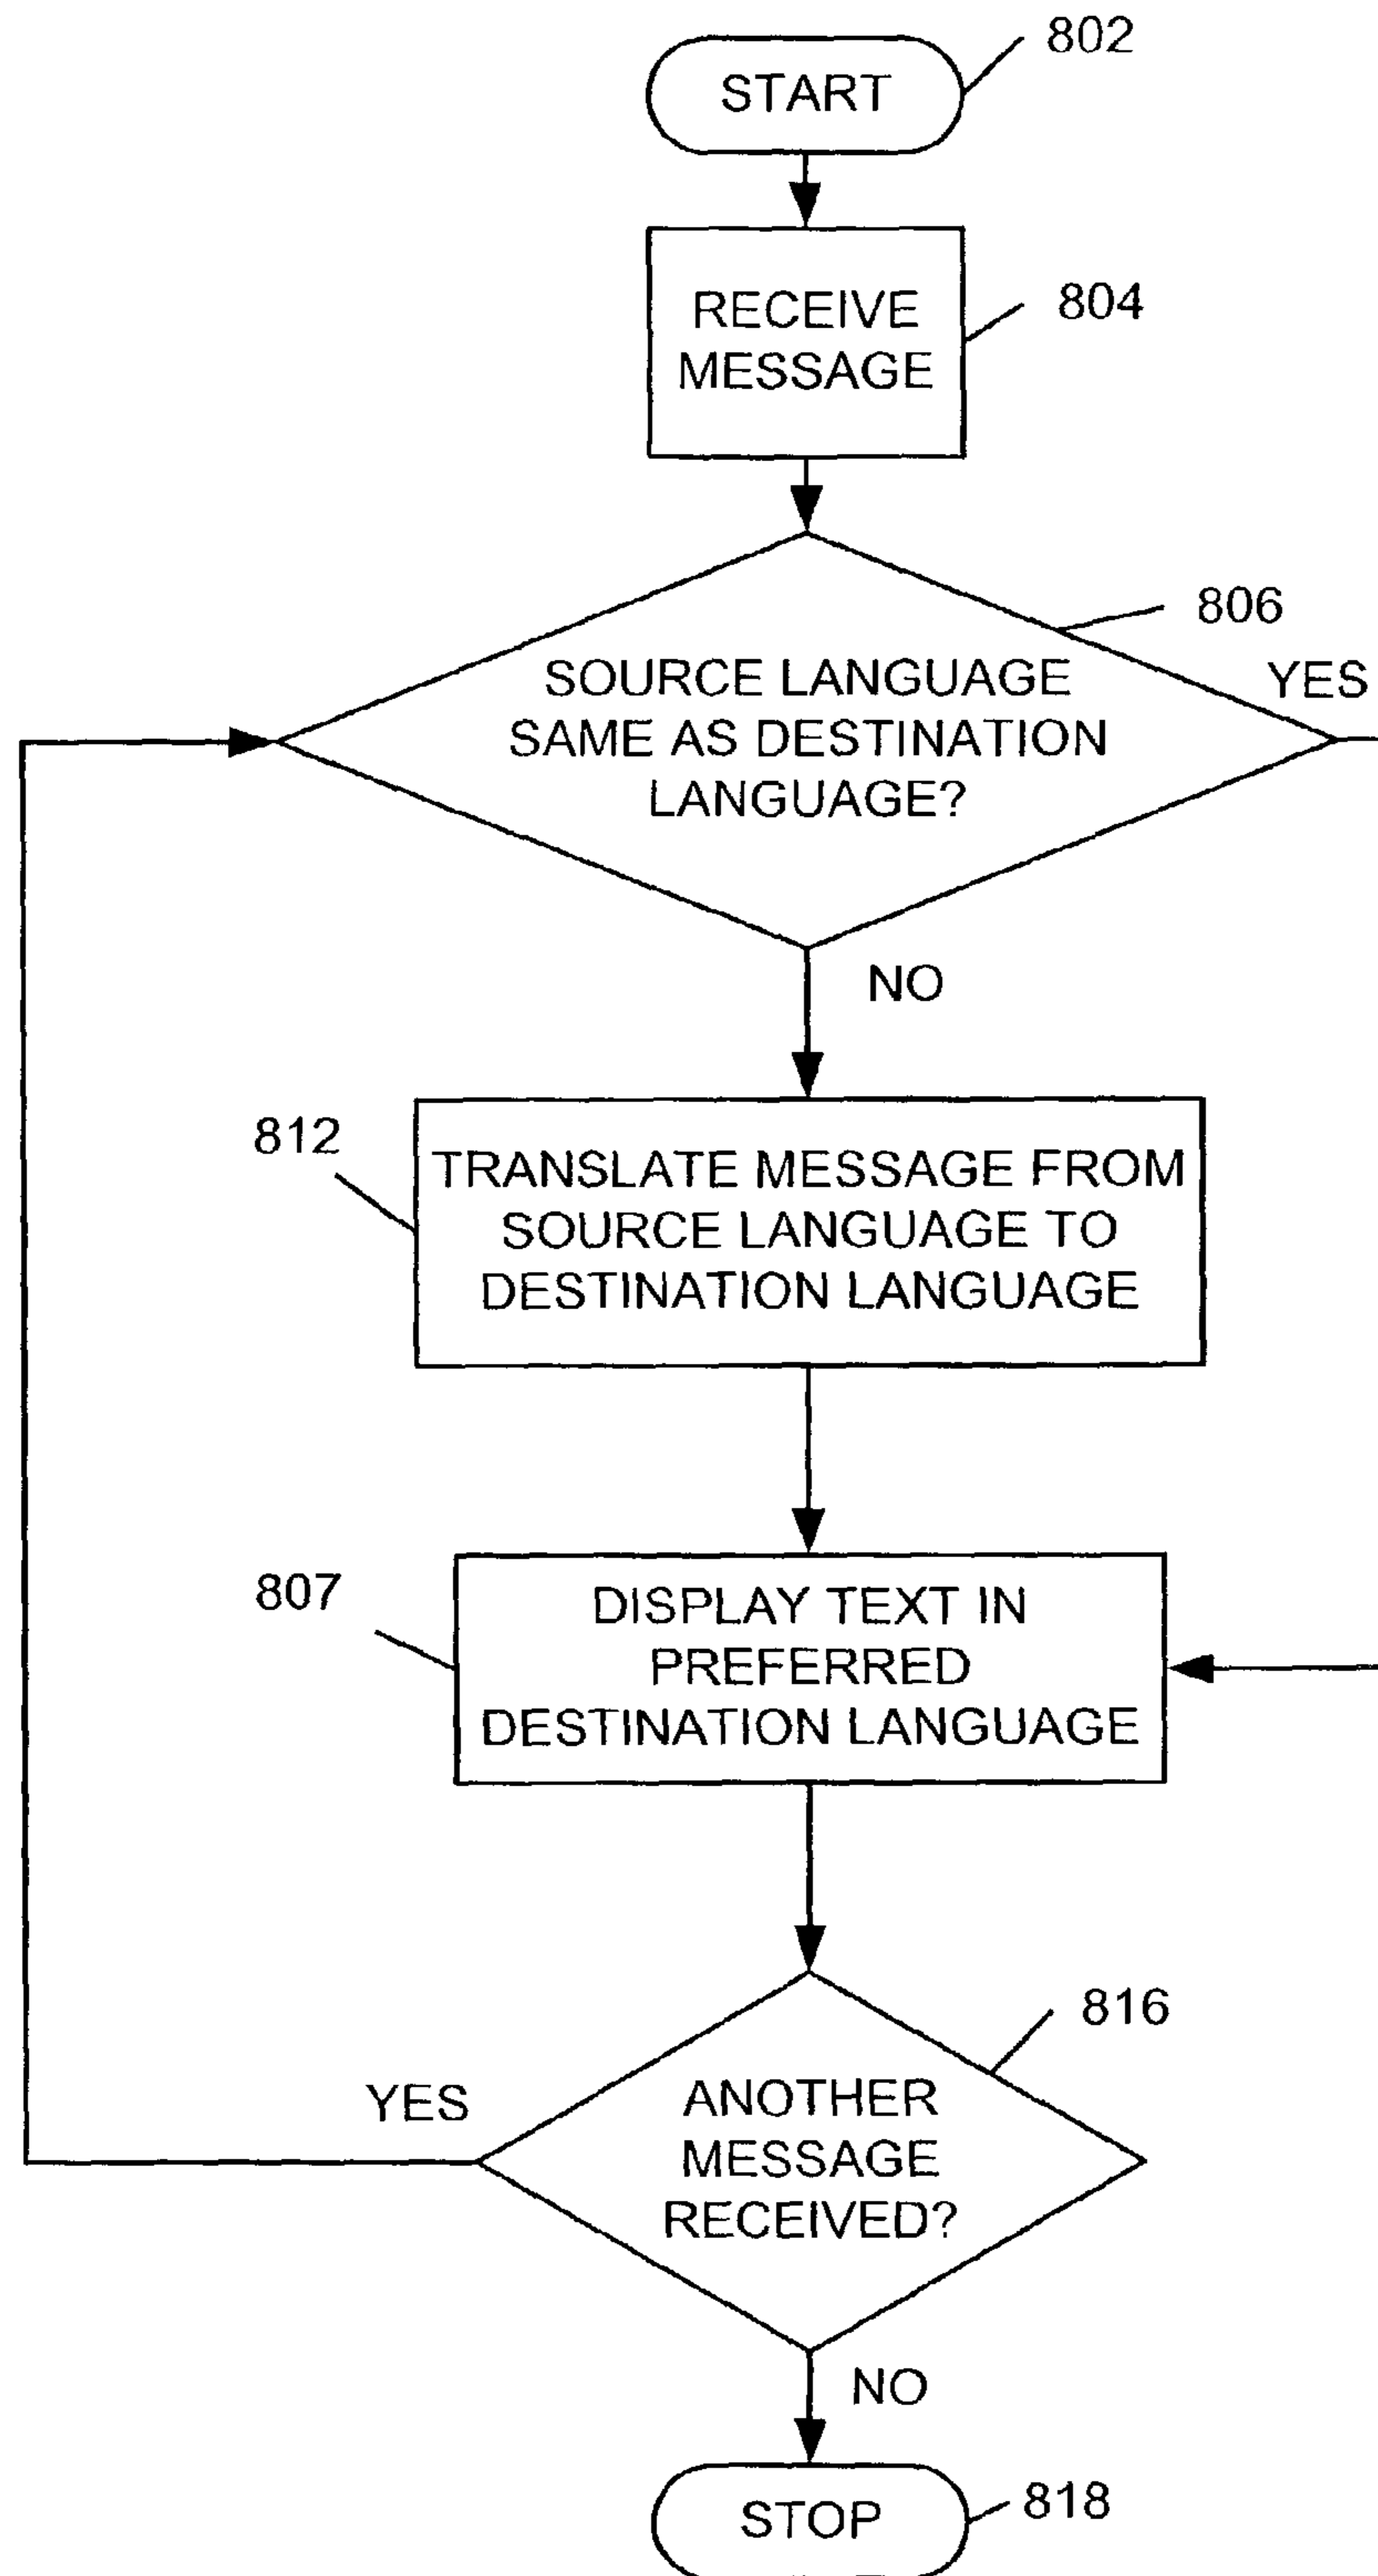 802
START
804
RECEIVE
MESSAGE
806
SOURCE LANGUAGE
SAME AS DESTINATION
LANGUAGE?
YES
NO
812
TRANSLATE MESSAGE FROM
SOURCE LANGUAGE TO
DESTINATION LANGUAGE
807
DISPLAY TEXT IN
PREFERRED
DESTINATION LANGUAGE
816
ANOTHER
MESSAGE
RECEIVED?
YES
NO
STOP
818